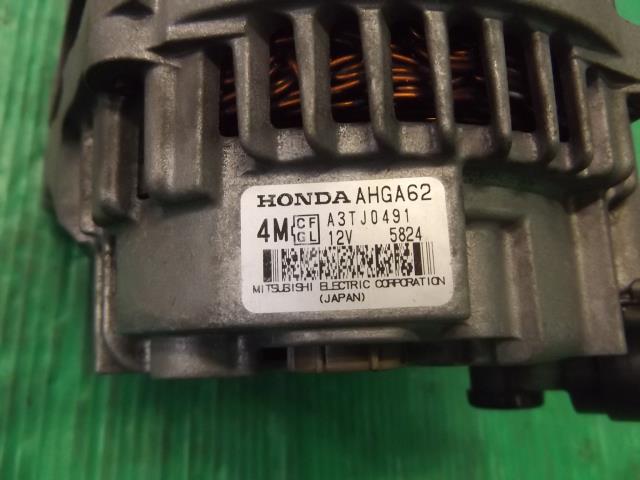 HONDA AHGA62
4M CF GL A3TJ0491
12V 5824
MITSUBISHI ELECTRIC CORPORATION
(JAPAN)